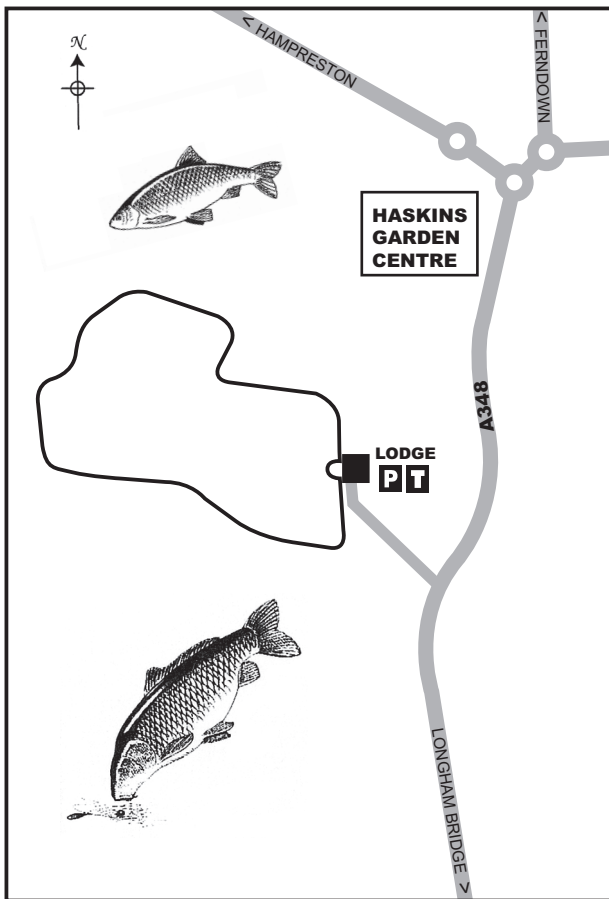 N
< HAMPRESTON
< FERNDOWN
HASKINS
GARDEN
CENTRE
A348
LODGE
P T
LONGHAM BRIDGE >